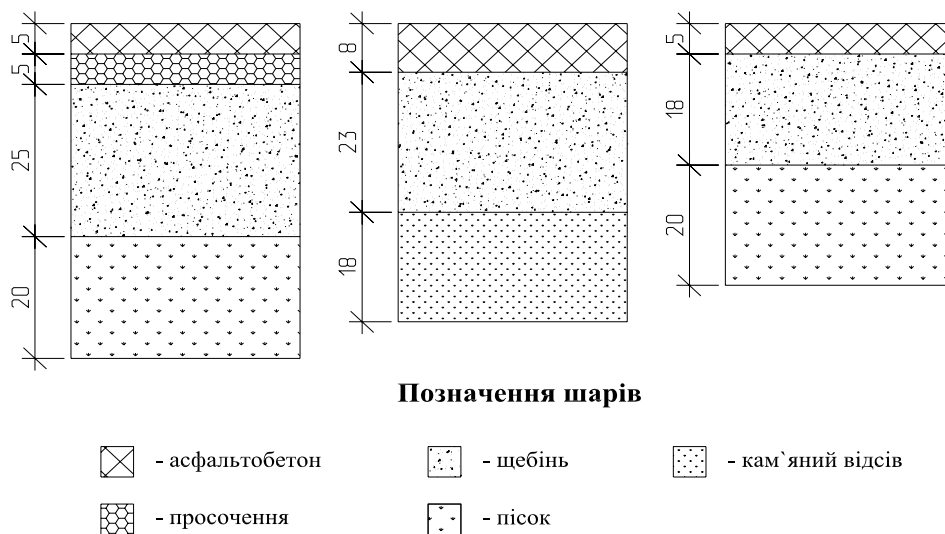 5
5
25
20
8
23
18
5
18
20
Позначення шарів
- асфальтобетон
- щебінь
- кам`яний відсів
- просочення
- пісок